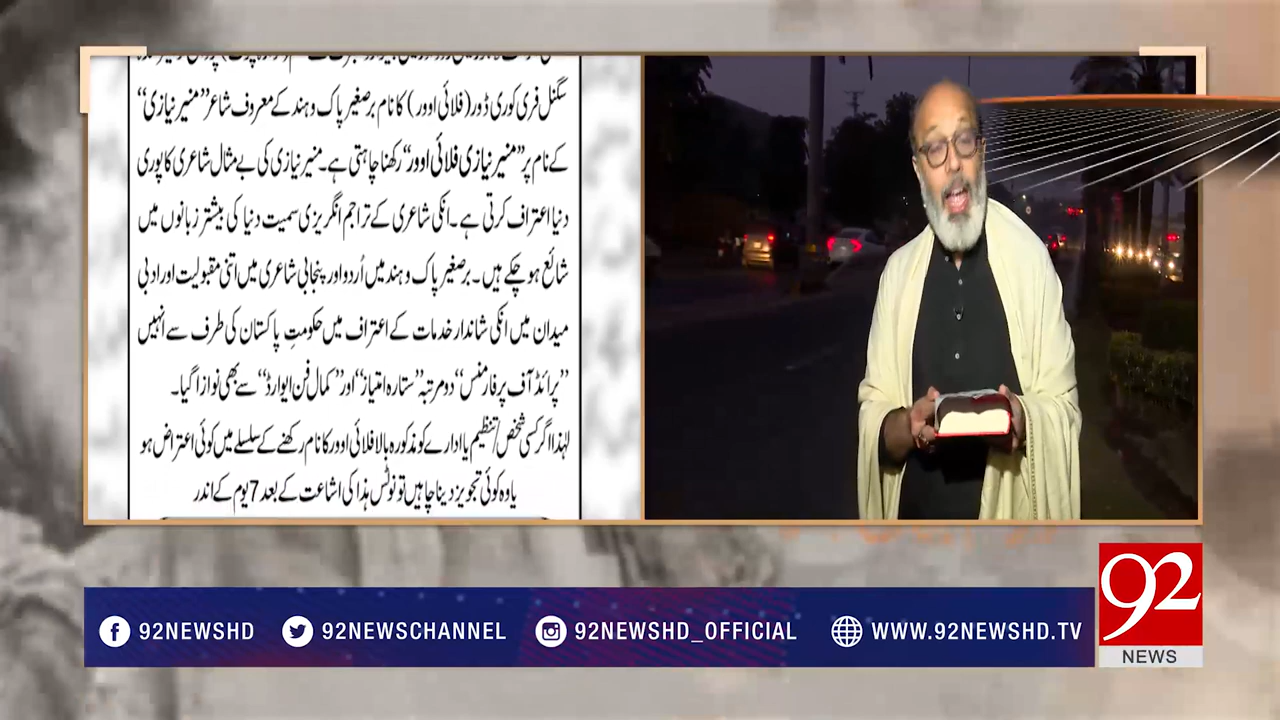 سگنل فری کوری ڈور (فلائی اوور) کا نام برصغیر پاک و ہند کے معروف شاعر ”منیر نیازی“
کے نام پر ”منیر نیازی فلائی اوور“ رکھنا چاہتی ہے۔ منیر نیازی کی بے مثال شاعری کا پوری
دنیا اعتراف کرتی ہے۔ انکی شاعری کے تراجم انگریزی سمیت دنیا کی بیشتر زبانوں میں
شائع ہو چکے ہیں۔ برصغیر پاک و ہند میں اُردو اور پنجابی شاعری میں اتنی مقبولیت اور ادبی
میدان میں انکی شاندار خدمات کے اعتراف میں حکومتِ پاکستان کی طرف سے انہیں
”پرائڈ آف پرفارمنس“ دو مرتبہ ”ستارہ امتیاز“ اور ”کمال فن ایوارڈ“ سے بھی نوازا گیا۔
لہٰذا اگر کسی شخص/تنظیم یا ادارے کو مذکورہ بالا فلائی اوور کا نام رکھنے کے سلسلے میں کوئی اعتراض ہو
یا وہ کوئی تجویز دینا چاہیں تو نوٹس ہذا کی اشاعت کے بعد 7 یوم کے اندر
92NEWSHD 92NEWSCHANNEL 92NEWSHD_OFFICIAL WWW.92NEWSHD.TV
92
NEWS